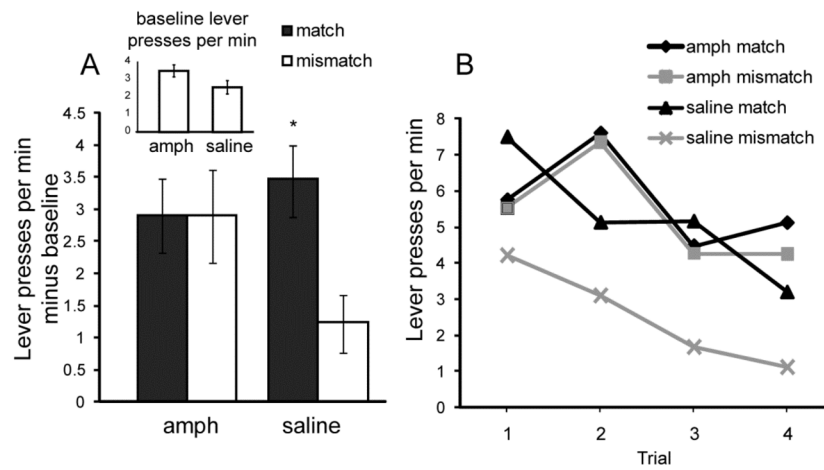 baseline lever
presses per min
A
match
mismatch
4
3
2
1
0
amph saline
*
4.5
4
3.5
3
2.5
2
1.5
1
0.5
0
Lever presses per min
minus baseline
amph saline
B
amph match
amph mismatch
saline match
saline mismatch
8
7
6
5
4
3
2
1
0
Lever presses per min
1 2 3 4
Trial